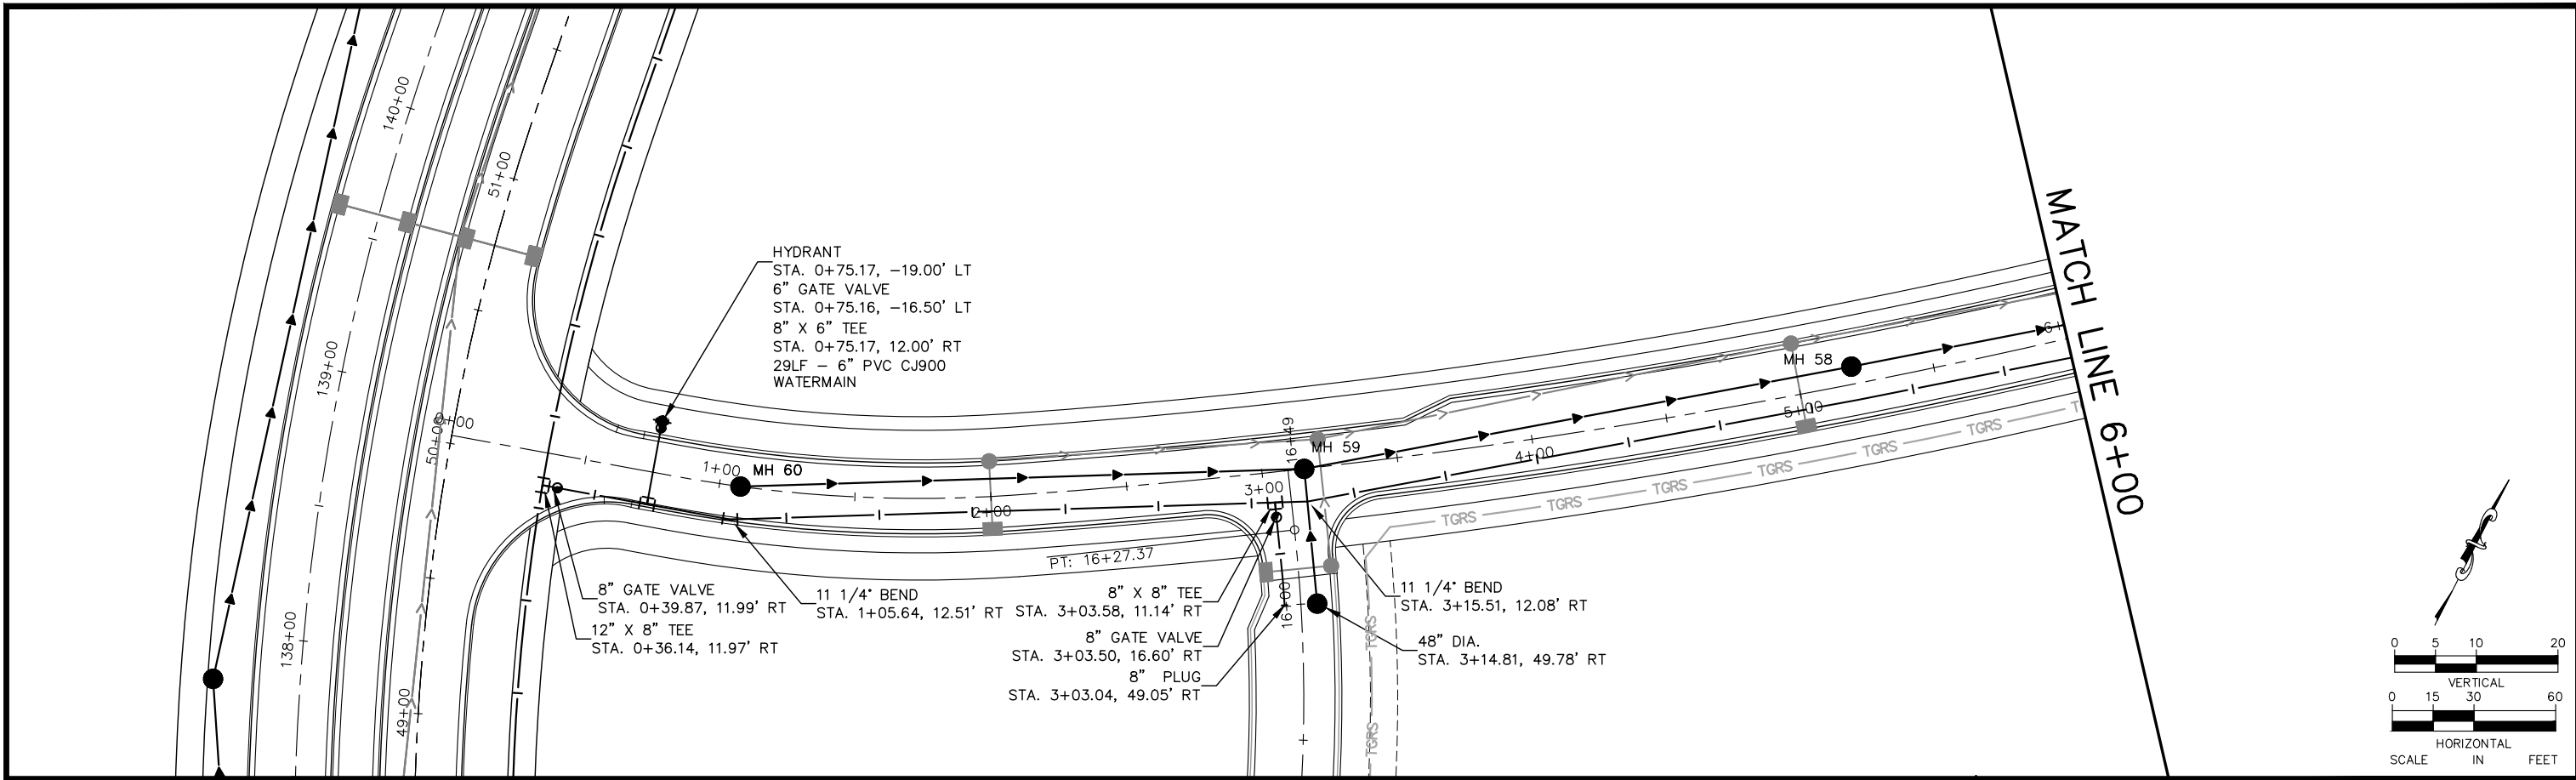 140+00
139+00
138+00
51+00
50+00
49+00
0+00
HYDRANT
STA. 0+75.17, -19.00' LT
6" GATE VALVE
STA. 0+75.16, -16.50' LT
8" X 6" TEE
STA. 0+75.17, 12.00' RT
29LF – 6" PVC CJ900
WATERMAIN
1+00
MH 60
2+00
3+00
16+49
MH 59
4+00
MH 58
5+00
6+
MATCH LINE 6+00
TGRS
TGRS
TGRS
TGRS
TGRS
TGRS
T
TGRS
TGRS
PT: 16+27.37
16+00
8" GATE VALVE
STA. 0+39.87, 11.99' RT
12" X 8" TEE
STA. 0+36.14, 11.97' RT
11 1/4° BEND
STA. 1+05.64, 12.51' RT
8" X 8" TEE
STA. 3+03.58, 11.14' RT
8" GATE VALVE
STA. 3+03.50, 16.60' RT
8" PLUG
STA. 3+03.04, 49.05' RT
11 1/4° BEND
STA. 3+15.51, 12.08' RT
48" DIA.
STA. 3+14.81, 49.78' RT
0 5 10 20
VERTICAL
0 15 30 60
HORIZONTAL
SCALE IN FEET